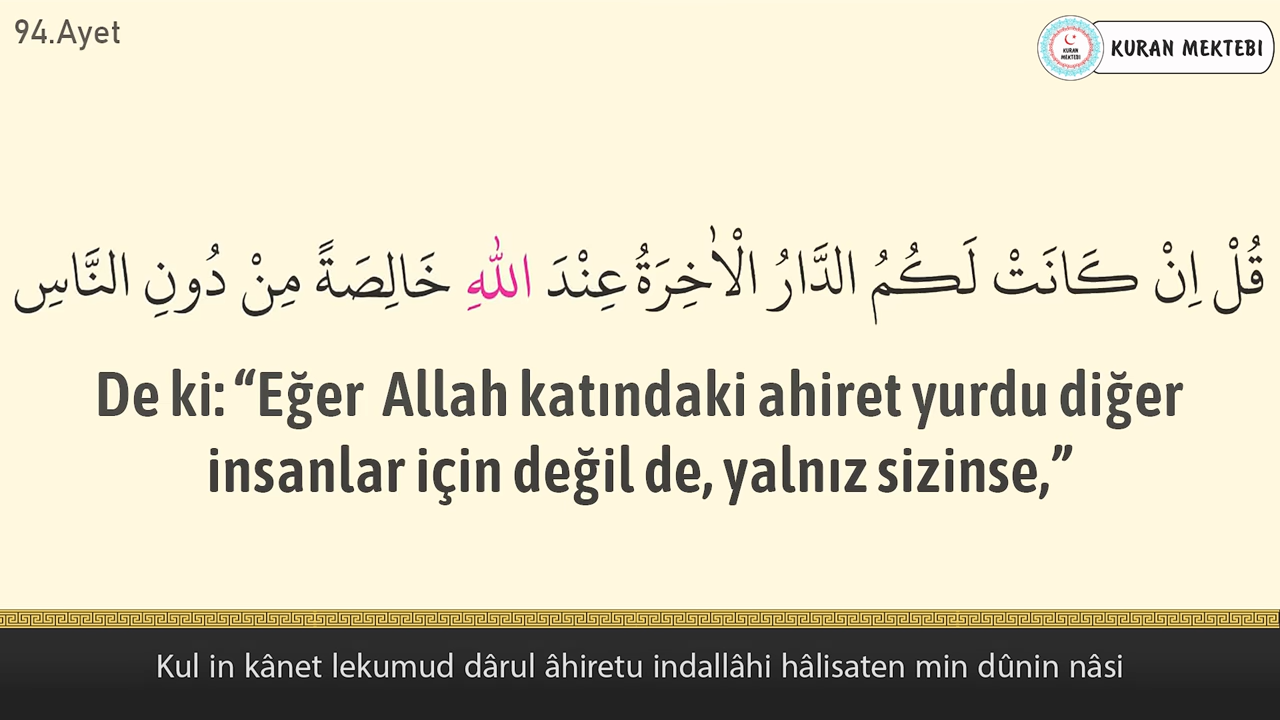 94.Ayet
KURAN MEKTEBI
KURAN
MEKTEBİ
قُلْ اِنْ كَانَتْ لَكُمُ الدَّارُ الْاٰخِرَةُ عِنْدَ اللّٰهِ خَالِصَةً مِنْ دُونِ النَّاسِ
De ki: “Eğer Allah katındaki ahiret yurdu diğer
insanlar için değil de, yalnız sizinse,”
Kul in kânet lekumud dârul âhiretu indallâhi hâlisaten min dûnin nâsi